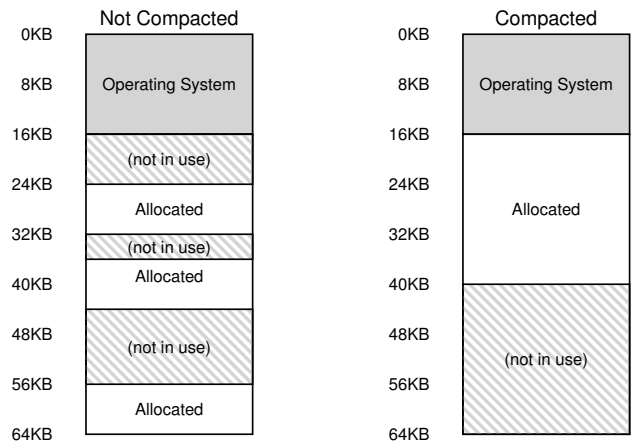 Not Compacted
0KB
8KB
16KB
24KB
32KB
40KB
48KB
56KB
64KB
Operating System
(not in use)
Allocated
(not in use)
Allocated
(not in use)
Allocated
Compacted
0KB
8KB
16KB
24KB
32KB
40KB
48KB
56KB
64KB
Operating System
Allocated
(not in use)